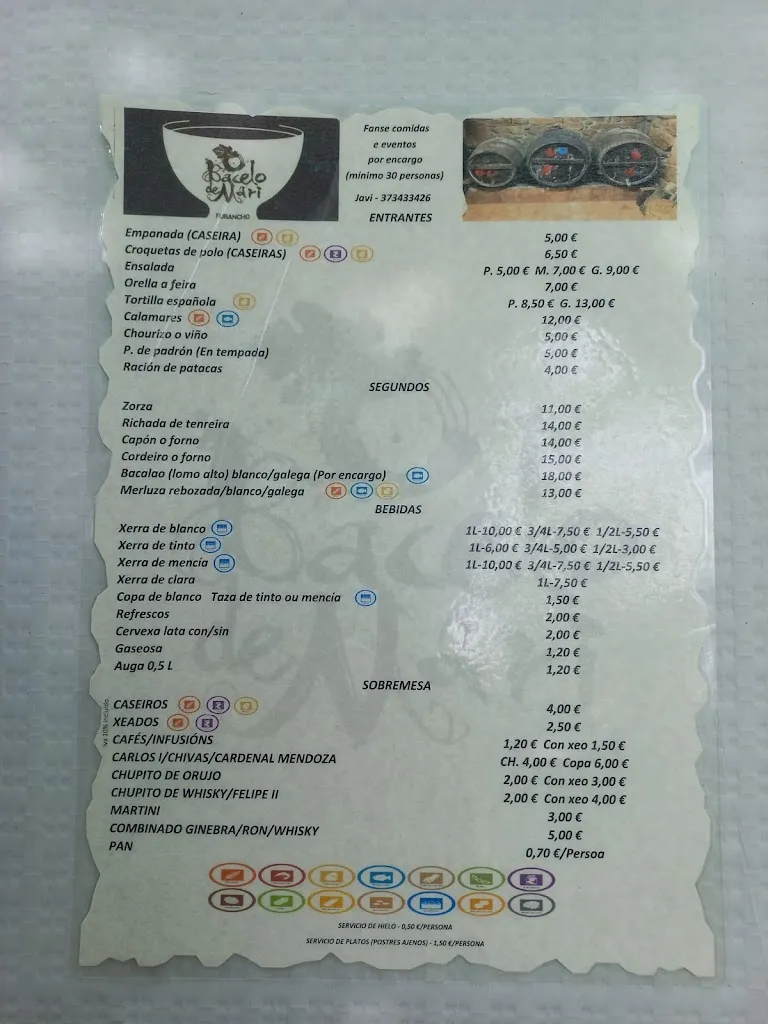 O Bacelo
de Mari
FURANCHO
Fanse comidas
e eventos
por encargo
(mínimo 30 personas)
Javi - 373433426
ENTRANTES
Empanada (CASEIRA) 5,00 €
Croquetas de polo (CASEIRAS) 6,50 €
Ensalada P. 5,00 € M. 7,00 € G. 9,00 €
Orella a feira 7,00 €
Tortilla española P. 8,50 € G. 13,00 €
Calamares 12,00 €
Chourizo o viño 5,00 €
P. de padrón (En tempada) 5,00 €
Ración de patacas 4,00 €
SEGUNDOS
Zorza 11,00 €
Richada de tenreira 14,00 €
Capón o forno 14,00 €
Cordeiro o forno 15,00 €
Bacalao (lomo alto) blanco/galega (Por encargo) 18,00 €
Merluza rebozada/blanco/galega 13,00 €
BEBIDAS
Xerra de blanco 1L-10,00 € 3/4L-7,50 € 1/2L-5,50 €
Xerra de tinto 1L-6,00 € 3/4L-5,00 € 1/2L-3,00 €
Xerra de mencía 1L-10,00 € 3/4L-7,50 € 1/2L-5,50 €
Xerra de clara 1L-7,50 €
Copa de blanco Taza de tinto ou mencía 1,50 €
Refrescos 2,00 €
Cervexa lata con/sin 2,00 €
Gaseosa 1,20 €
Auga 0,5 L 1,20 €
SOBREMESA
CASEIROS 4,00 €
XEADOS 2,50 €
CAFÉS/INFUSIÓNS 1,20 € Con xeo 1,50 €
CARLOS I/CHIVAS/CARDENAL MENDOZA CH. 4,00 € Copa 6,00 €
CHUPITO DE ORUJO 2,00 € Con xeo 3,00 €
CHUPITO DE WHISKY/FELIPE II 2,00 € Con xeo 4,00 €
MARTINI 3,00 €
COMBINADO GINEBRA/RON/WHISKY 5,00 €
PAN 0,70 €/Persoa
Iva 10% incluido
SERVICIO DE HIELO - 0,50 €/PERSONA
SERVICIO DE PLATOS (POSTRES AJENOS) - 1,50 €/PERSONA